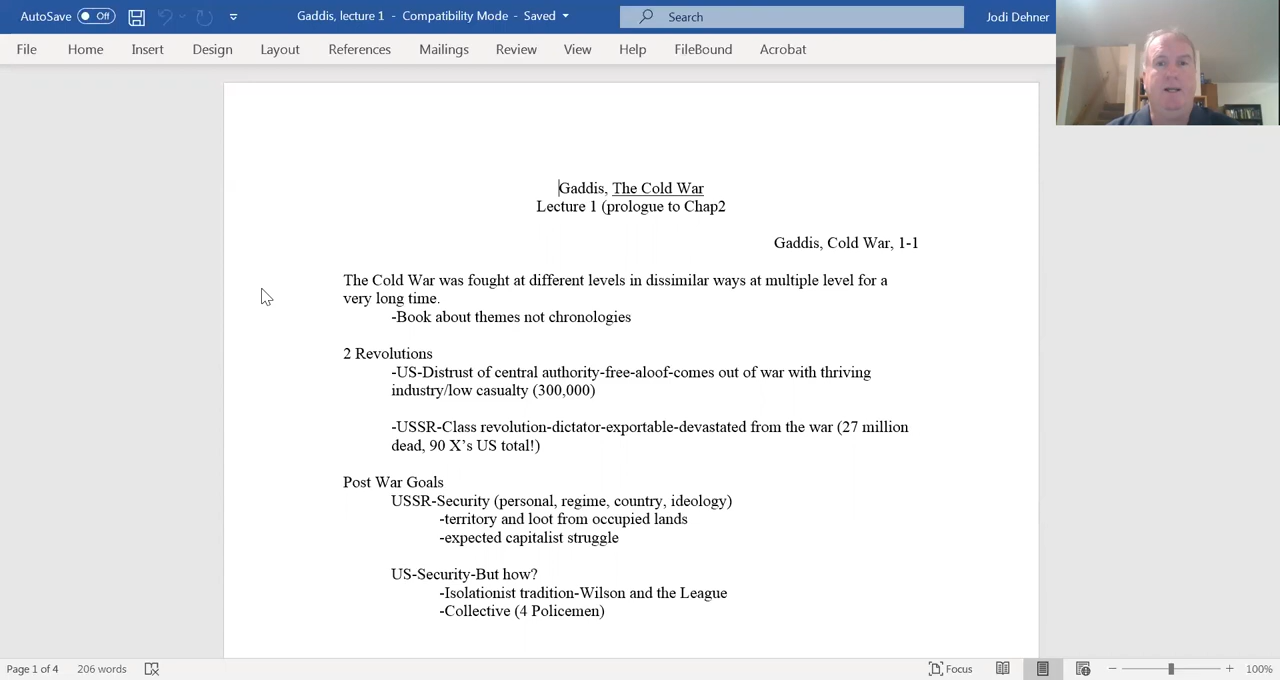 AutoSave Off Gaddis, lecture 1 - Compatibility Mode - Saved Search Jodi Dehner
File Home Insert Design Layout References Mailings Review View Help FileBound Acrobat
Gaddis, The Cold War
Lecture 1 (prologue to Chap2
Gaddis, Cold War, 1-1
The Cold War was fought at different levels in dissimilar ways at multiple level for a
very long time.
-Book about themes not chronologies
2 Revolutions
-US-Distrust of central authority-free-aloof-comes out of war with thriving
industry/low casualty (300,000)
-USSR-Class revolution-dictator-exportable-devastated from the war (27 million
dead, 90 X’s US total!)
Post War Goals
USSR-Security (personal, regime, country, ideology)
-territory and loot from occupied lands
-expected capitalist struggle
US-Security-But how?
-Isolationist tradition-Wilson and the League
-Collective (4 Policemen)
Page 1 of 4 206 words Focus 100%